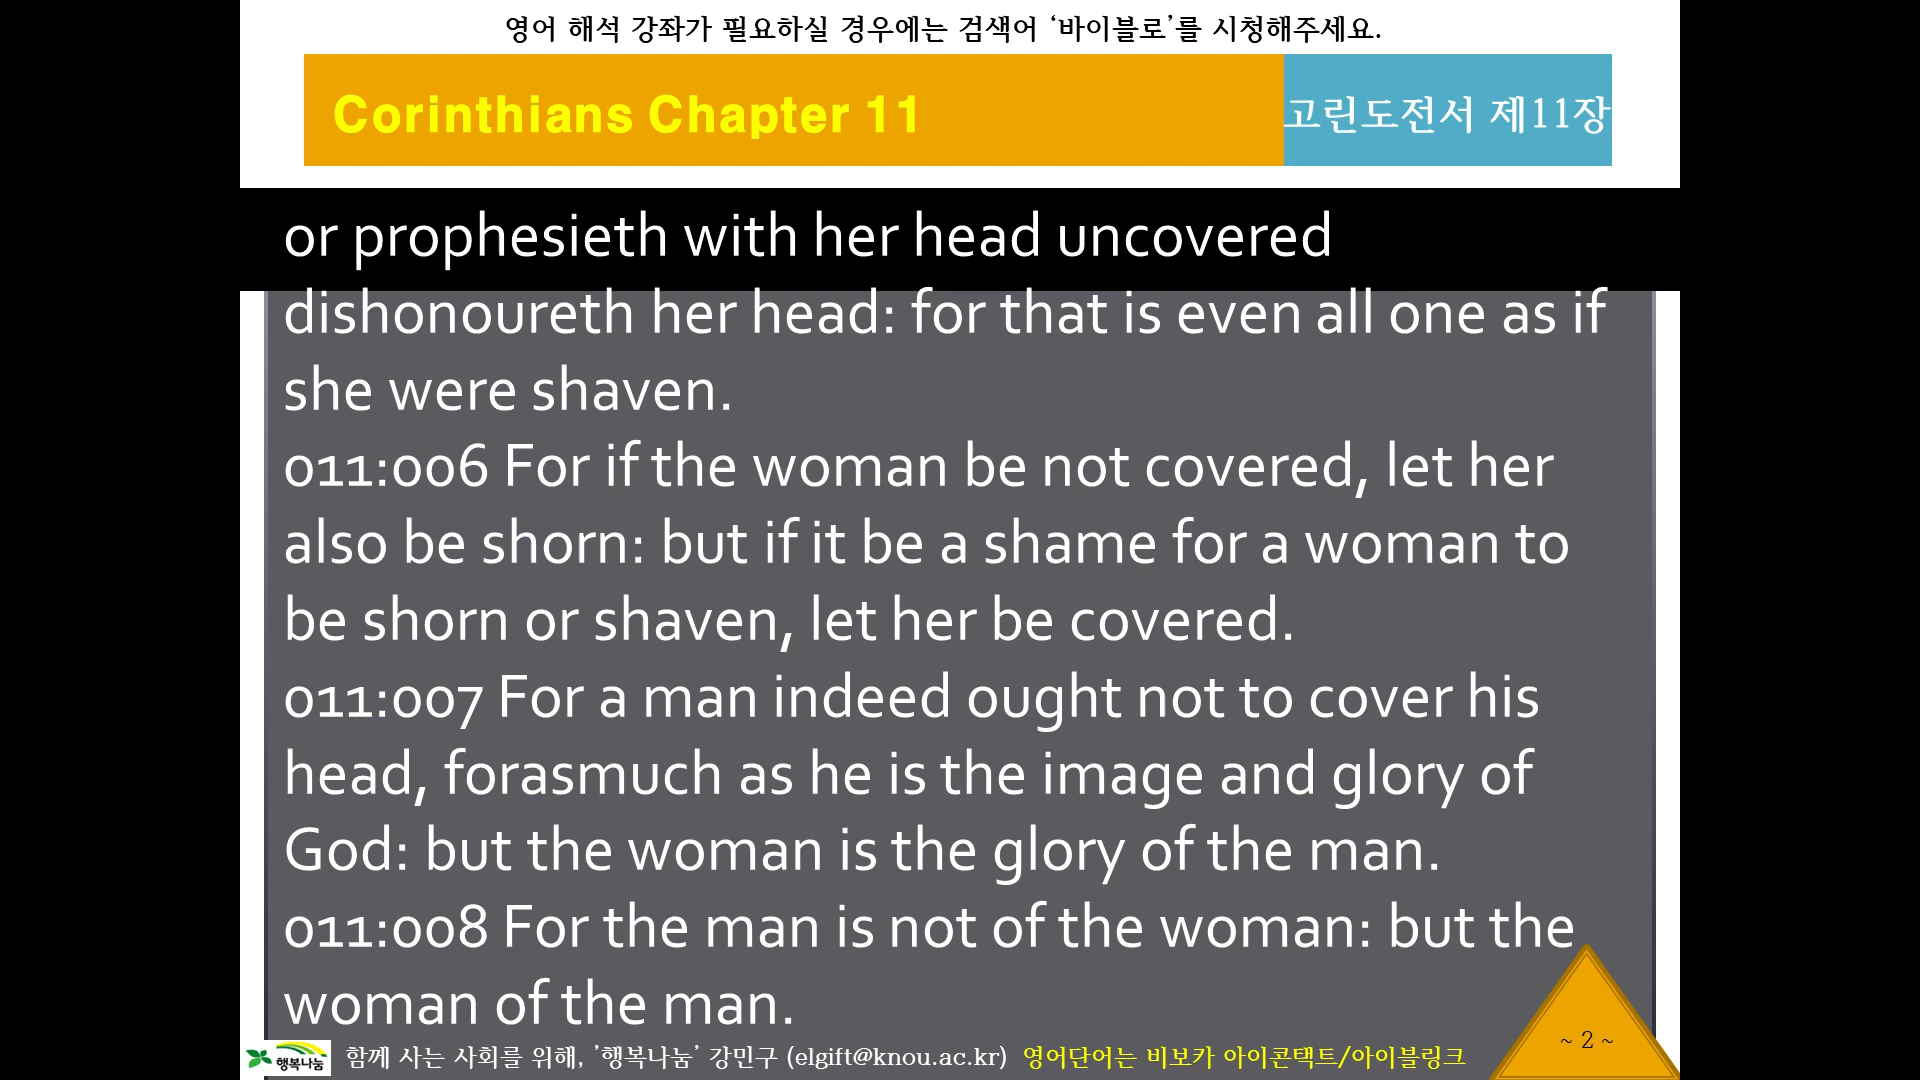 영어 해석 강좌가 필요하실 경우에는 검색어 ‘바이블로’를 시청해주세요.
Corinthians Chapter 11
고린도전서 제11장
or prophesieth with her head uncovered
dishonoureth her head: for that is even all one as if
she were shaven.
011:006 For if the woman be not covered, let her
also be shorn: but if it be a shame for a woman to
be shorn or shaven, let her be covered.
011:007 For a man indeed ought not to cover his
head, forasmuch as he is the image and glory of
God: but the woman is the glory of the man.
011:008 For the man is not of the woman: but the
woman of the man.
~ 2 ~
행복나눔
함께 사는 사회를 위해, ’행복나눔’ 강민구 (elgift@knou.ac.kr) 영어단어는 비보카 아이콘택트/아이블링크